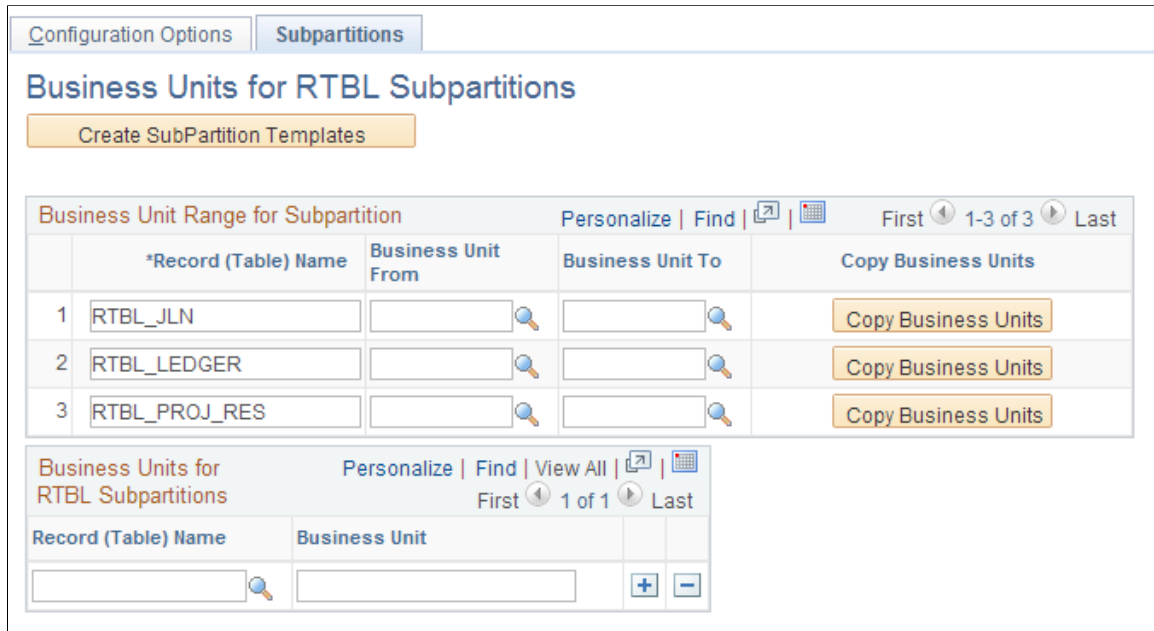 Configuration Options Subpartitions
Business Units for RTBL Subpartitions
Create SubPartition Templates
Business Unit Range for Subpartition Personalize | Find | | First 1-3 of 3 Last
*Record (Table) Name Business Unit From Business Unit To Copy Business Units
1 RTBL_JLN Copy Business Units
2 RTBL_LEDGER Copy Business Units
3 RTBL_PROJ_RES Copy Business Units
Business Units for RTBL Subpartitions Personalize | Find | View All | |
First 1 of 1 Last
Record (Table) Name Business Unit